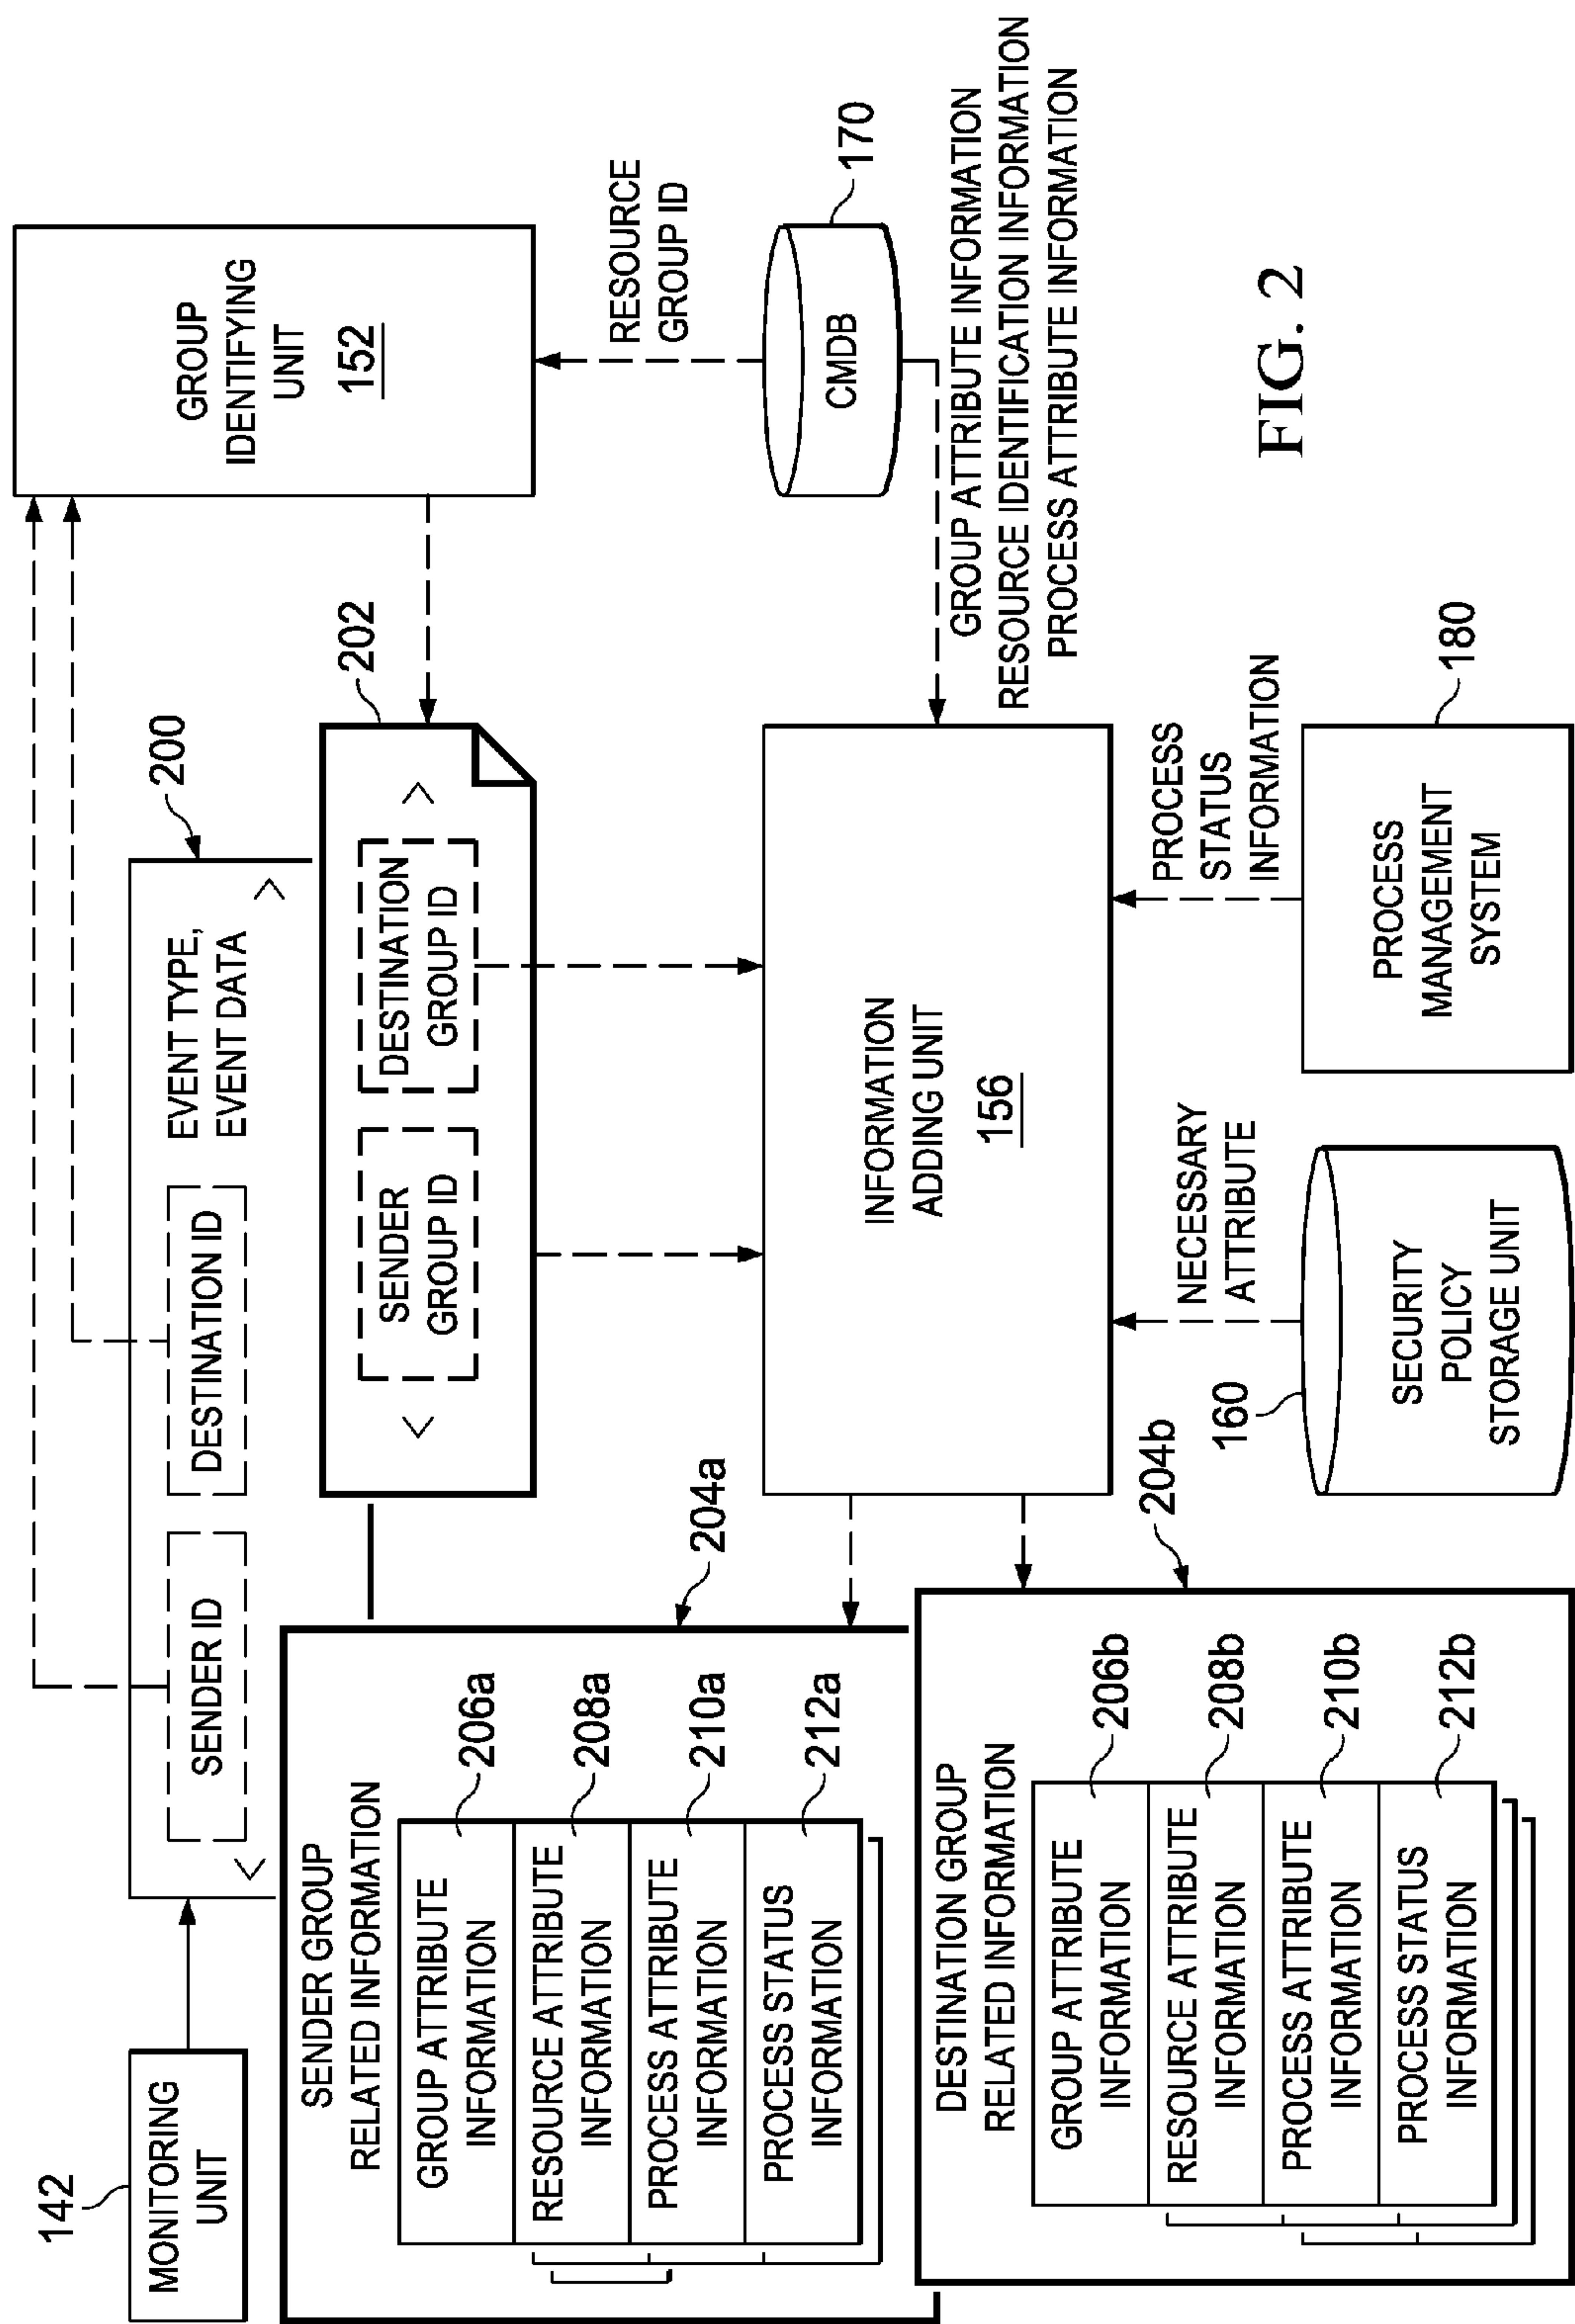 142
MONITORING
UNIT
200
< SENDER ID
DESTINATION ID
EVENT TYPE,
EVENT DATA >
GROUP
IDENTIFYING
UNIT
152
202
< SENDER
GROUP ID
DESTINATION
GROUP ID >
RESOURCE
GROUP ID
CMDB
170
GROUP ATTRIBUTE INFORMATION
RESOURCE IDENTIFICATION INFORMATION
PROCESS ATTRIBUTE INFORMATION
SENDER GROUP
RELATED INFORMATION
204a
GROUP ATTRIBUTE
INFORMATION
206a
RESOURCE ATTRIBUTE
INFORMATION
208a
PROCESS ATTRIBUTE
INFORMATION
210a
PROCESS STATUS
INFORMATION
212a
INFORMATION
ADDING UNIT
156
DESTINATION GROUP
RELATED INFORMATION
204b
GROUP ATTRIBUTE
INFORMATION
206b
RESOURCE ATTRIBUTE
INFORMATION
208b
PROCESS ATTRIBUTE
INFORMATION
210b
PROCESS STATUS
INFORMATION
212b
NECESSARY
ATTRIBUTE
160
SECURITY
POLICY
STORAGE UNIT
PROCESS
STATUS
INFORMATION
180
PROCESS
MANAGEMENT
SYSTEM
FIG. 2